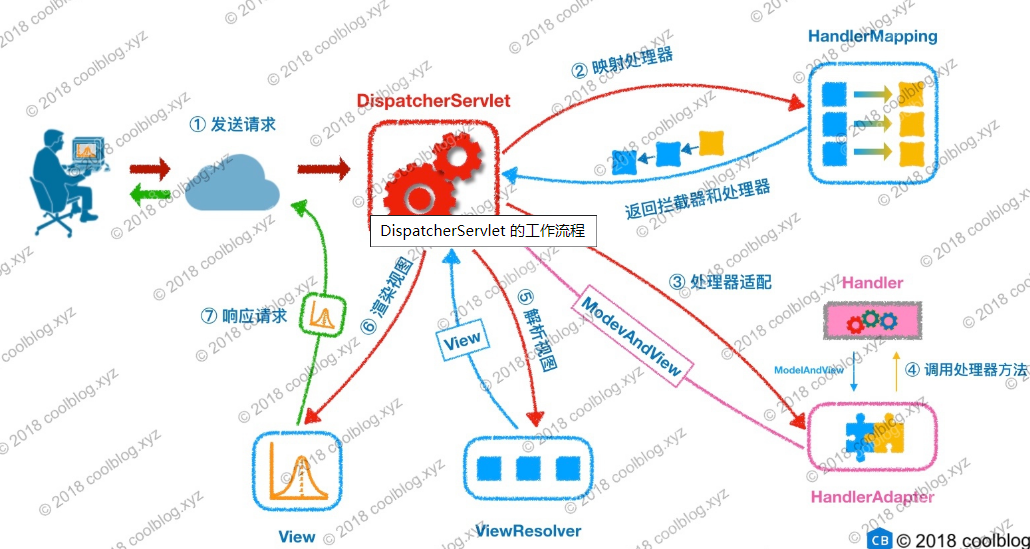 HandlerMapping
② 映射处理器
DispatcherServlet
① 发送请求
返回拦截器和处理器
DispatcherServlet 的工作流程
③ 处理器适配
Handler
⑦ 响应请求
⑥ 渲染视图
View
⑤ 解析视图
ModevAndView
ModelAndView
④ 调用处理器方法
HandlerAdapter
View
ViewResolver
CB © 2018 coolblog.xyz
© 2018 coolblog.xyz